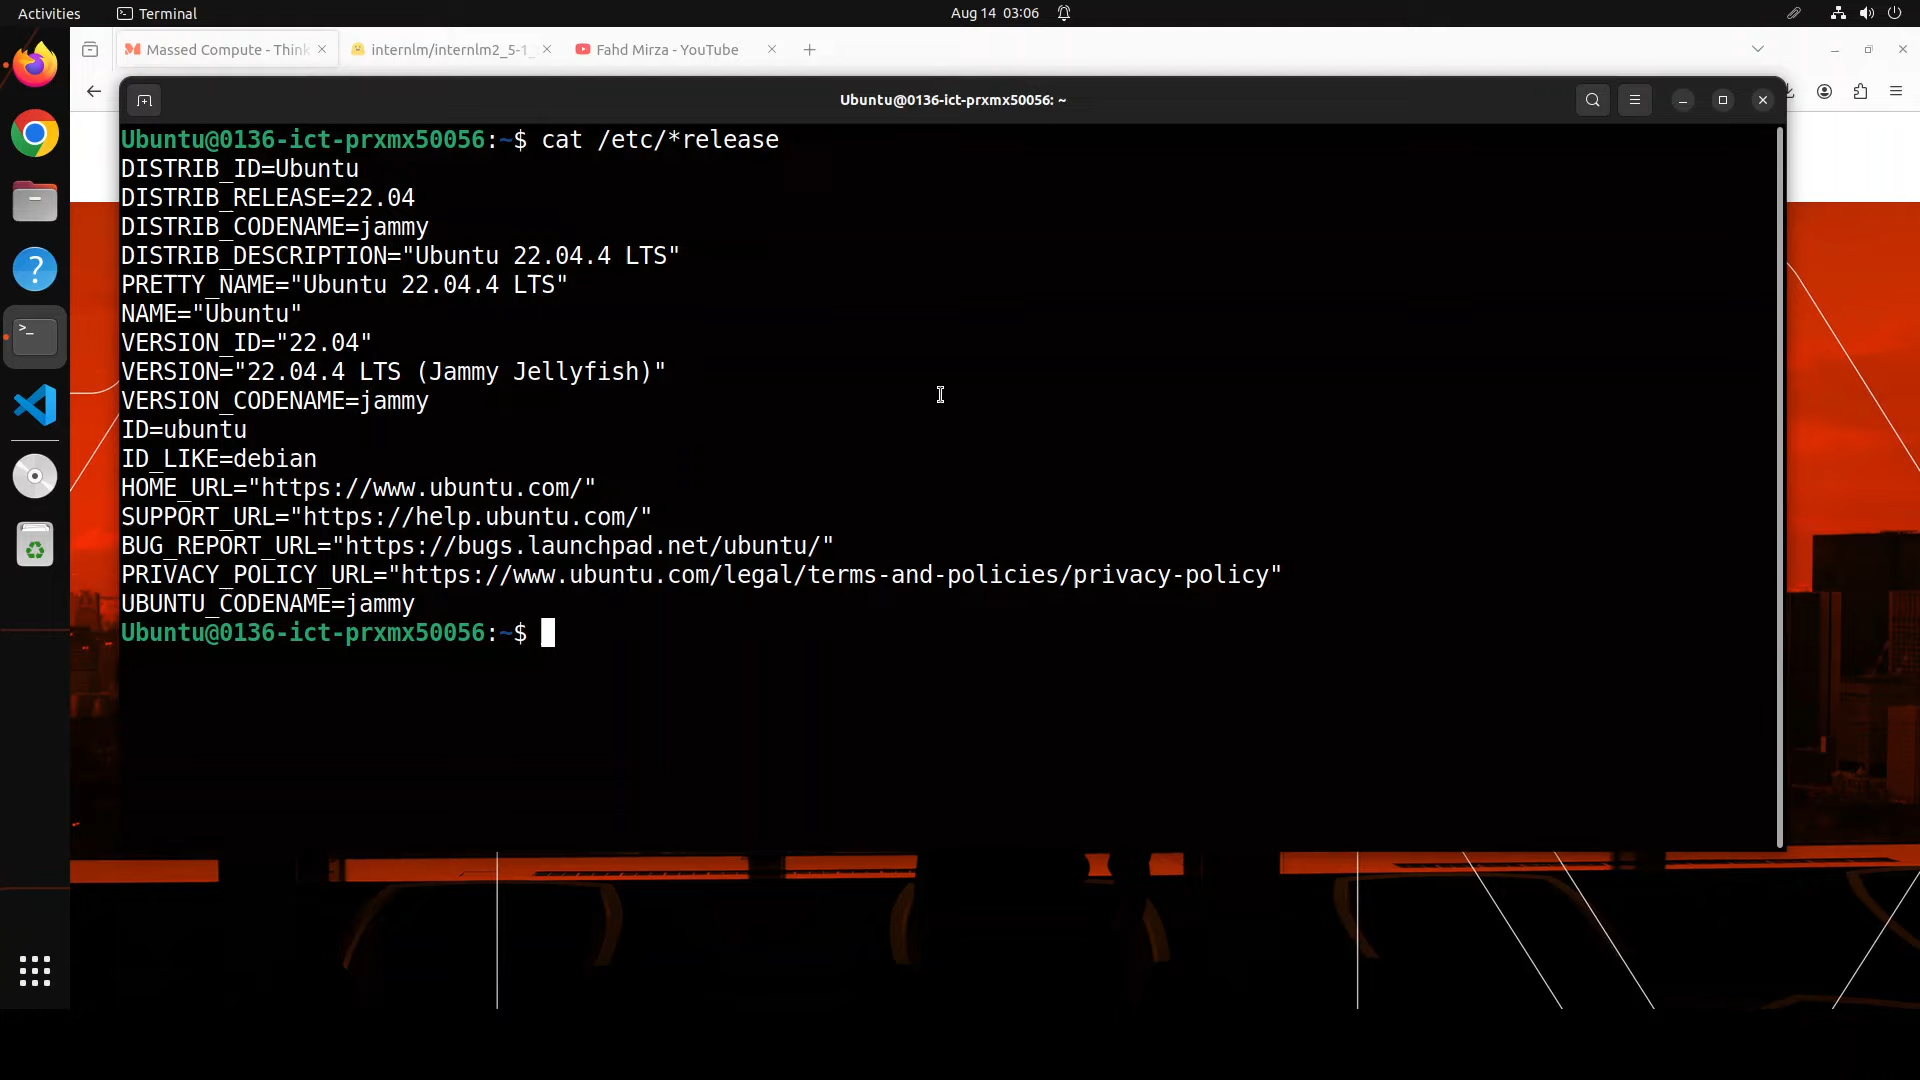 Activities
Terminal
Aug 14 03:06
Massed Compute - Think
internlm/internlm2_5-1_
Fahd Mirza - YouTube
Ubuntu@0136-ict-prxmx50056: ~
Ubuntu@0136-ict-prxmx50056:~$ cat /etc/*release
DISTRIB_ID=Ubuntu
DISTRIB_RELEASE=22.04
DISTRIB_CODENAME=jammy
DISTRIB_DESCRIPTION="Ubuntu 22.04.4 LTS"
PRETTY_NAME="Ubuntu 22.04.4 LTS"
NAME="Ubuntu"
VERSION_ID="22.04"
VERSION="22.04.4 LTS (Jammy Jellyfish)"
VERSION_CODENAME=jammy
ID=ubuntu
ID_LIKE=debian
HOME_URL="https://www.ubuntu.com/"
SUPPORT_URL="https://help.ubuntu.com/"
BUG_REPORT_URL="https://bugs.launchpad.net/ubuntu/"
PRIVACY_POLICY_URL="https://www.ubuntu.com/legal/terms-and-policies/privacy-policy"
UBUNTU_CODENAME=jammy
Ubuntu@0136-ict-prxmx50056:~$